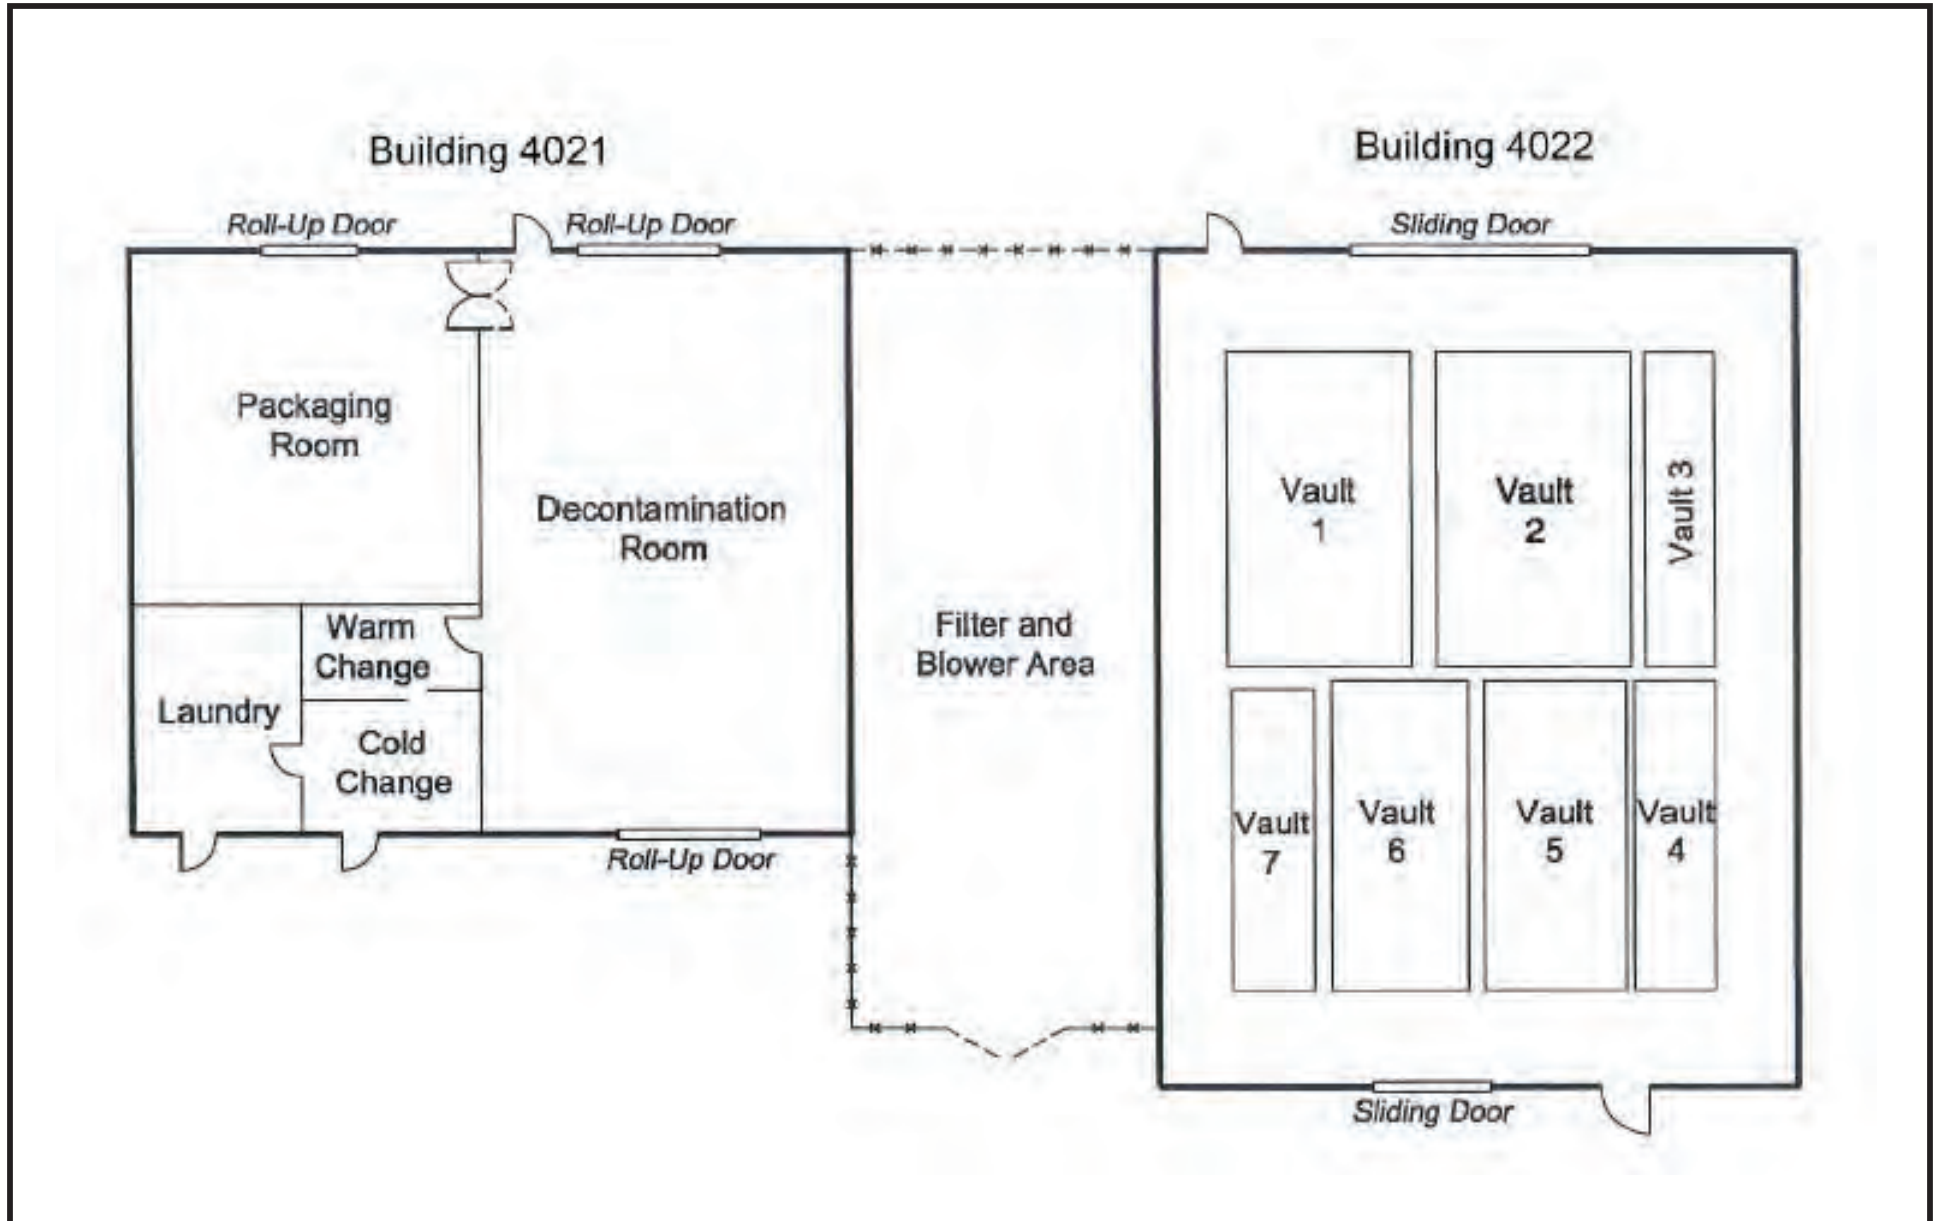 Building 4021
Building 4022
Roll-Up Door
Roll-Up Door
Sliding Door
Packaging
Room
Decontamination
Room
Vault
1
Vault
2
Vault 3
Warm
Change
Filter and
Blower Area
Laundry
Cold
Change
Vault
7
Vault
6
Vault
5
Vault
4
Roll-Up Door
Sliding Door